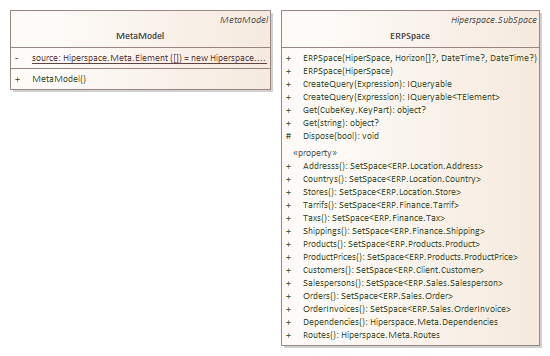 MetaModel
MetaModel
- source: Hiperspace.Meta.Element ([]) = new Hiperspace....
+ MetaModel()
Hiperspace.SubSpace
ERPSpace
+ ERPSpace(HiperSpace, Horizon[]?, DateTime?, DateTime?)
+ ERPSpace(HiperSpace)
+ CreateQuery(Expression): IQueryable
+ CreateQuery(Expression): IQueryable<TElement>
+ Get(CubeKey.KeyPart): object?
+ Get(string): object?
# Dispose(bool): void
«property»
+ Addresss(): SetSpace<ERP.Location.Address>
+ Countrys(): SetSpace<ERP.Location.Country>
+ Stores(): SetSpace<ERP.Location.Store>
+ Tarrifs(): SetSpace<ERP.Finance.Tarrif>
+ Taxs(): SetSpace<ERP.Finance.Tax>
+ Shippings(): SetSpace<ERP.Finance.Shipping>
+ Products(): SetSpace<ERP.Products.Product>
+ ProductPrices(): SetSpace<ERP.Products.ProductPrice>
+ Customers(): SetSpace<ERP.Client.Customer>
+ Salespersons(): SetSpace<ERP.Sales.Salesperson>
+ Orders(): SetSpace<ERP.Sales.Order>
+ OrderInvoices(): SetSpace<ERP.Sales.OrderInvoice>
+ Dependencies(): Hiperspace.Meta.Dependencies
+ Routes(): Hiperspace.Meta.Routes